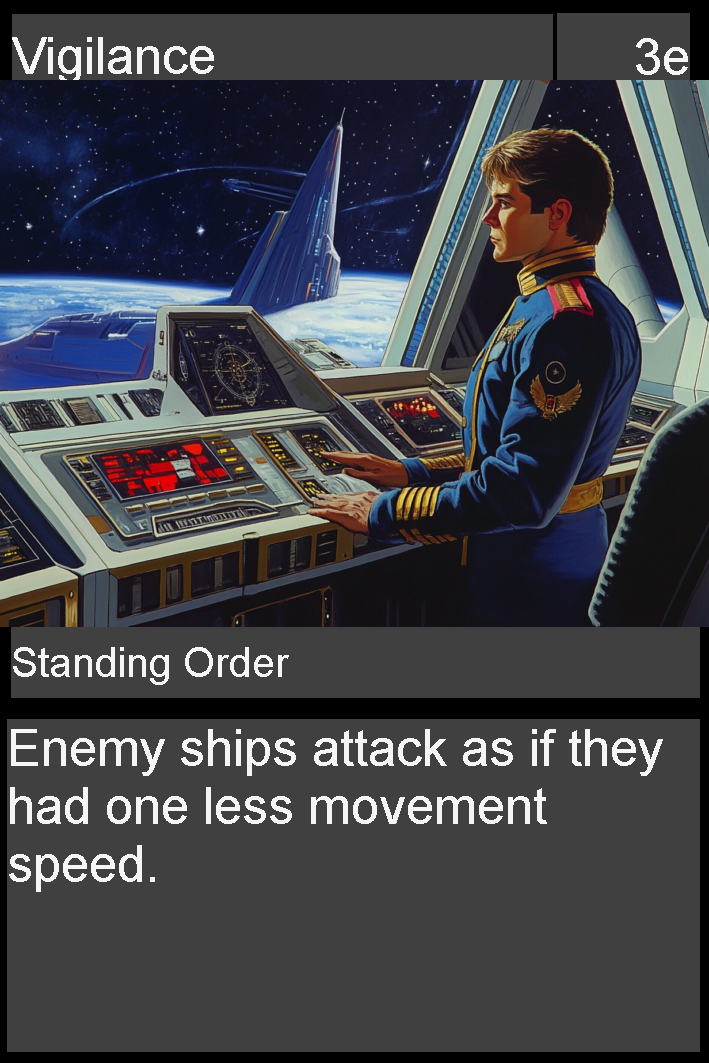 Vigilance
3e
Standing Order
Enemy ships attack as if they
had one less movement
speed.